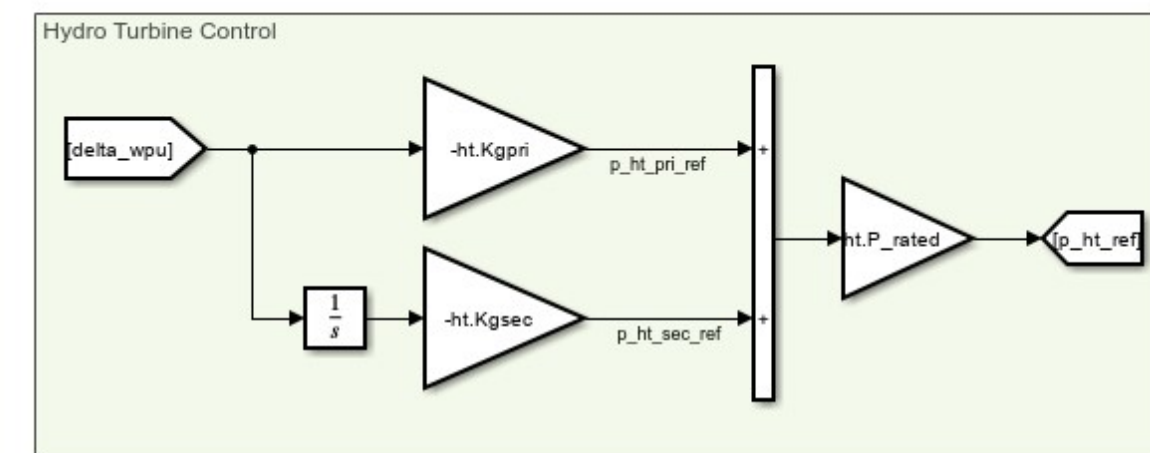 Hydro Turbine Control
[delta_wpu]
-ht.Kgpri
p_ht_pri_ref
+
ht.P_rated
[p_ht_ref]
1
s
-ht.Kgsec
p_ht_sec_ref
+